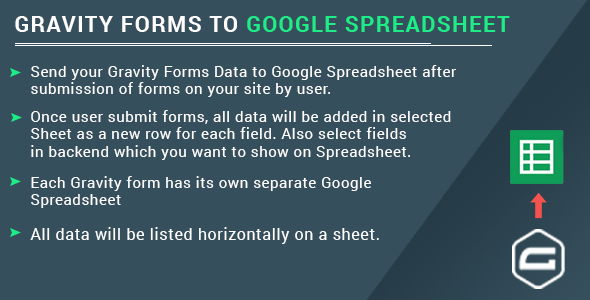 GRAVITY FORMS TO GOOGLE SPREADSHEET
Send your Gravity Forms Data to Google Spreadsheet after
submission of forms on your site by user.
Once user submit forms, all data will be added in selected
Sheet as a new row for each field. Also select fields
in backend which you want to show on Spreadsheet.
Each Gravity form has its own separate Google
Spreadsheet
All data will be listed horizontally on a sheet.